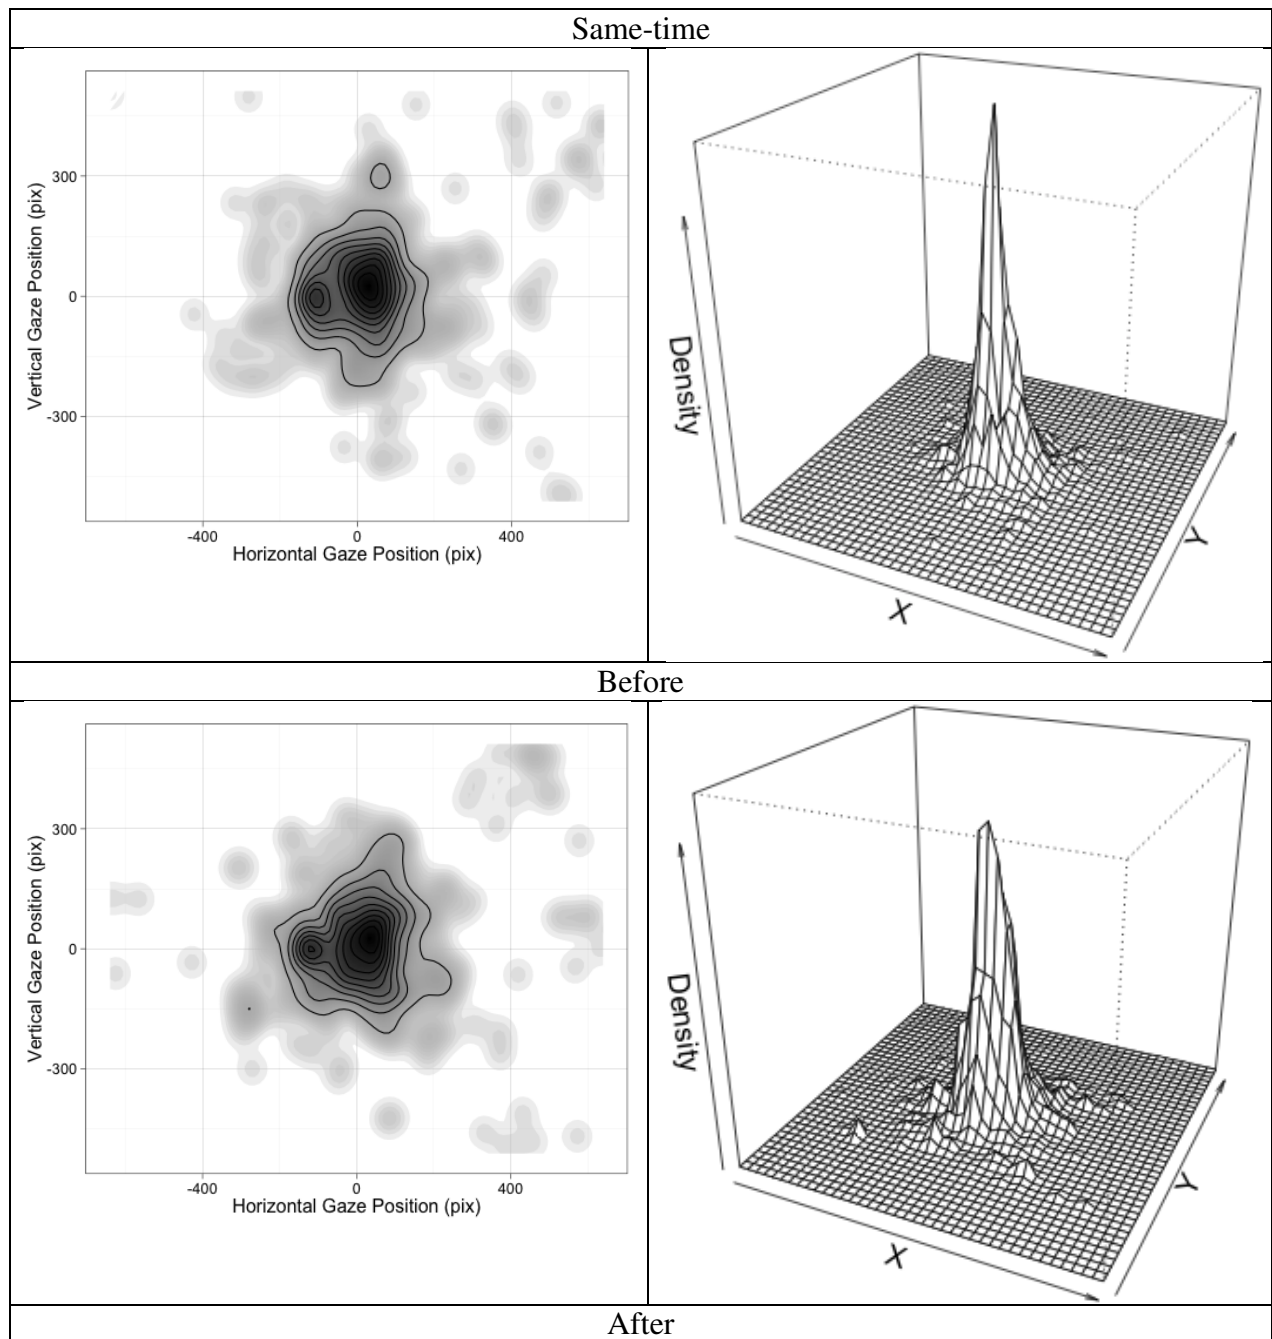 Same-time
Vertical Gaze Position (pix)
300
0
-300
-400
0
400
Horizontal Gaze Position (pix)
Density
X
Y
Before
Vertical Gaze Position (pix)
300
0
-300
-400
0
400
Horizontal Gaze Position (pix)
Density
X
Y
After